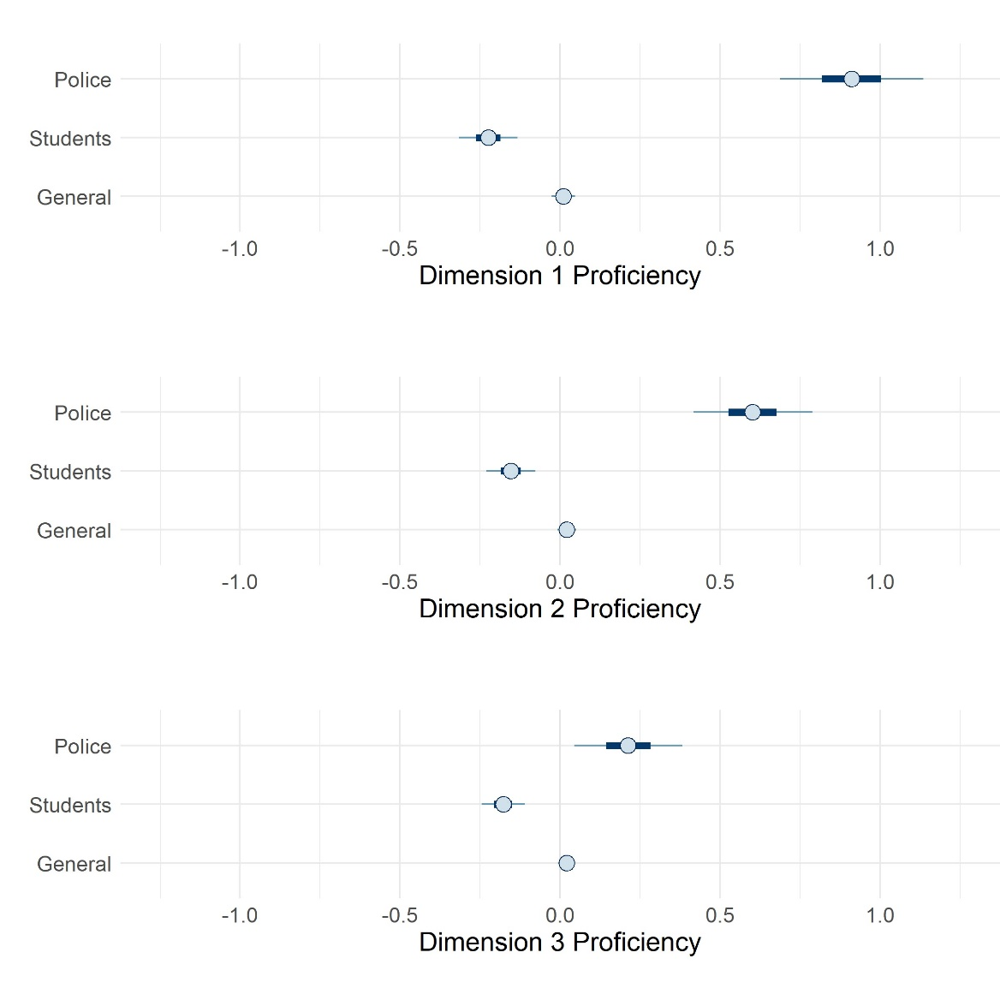 Police
Students
General
-1.0 -0.5 0.0 0.5 1.0
Dimension 1 Proficiency
Police
Students
General
-1.0 -0.5 0.0 0.5 1.0
Dimension 2 Proficiency
Police
Students
General
-1.0 -0.5 0.0 0.5 1.0
Dimension 3 Proficiency